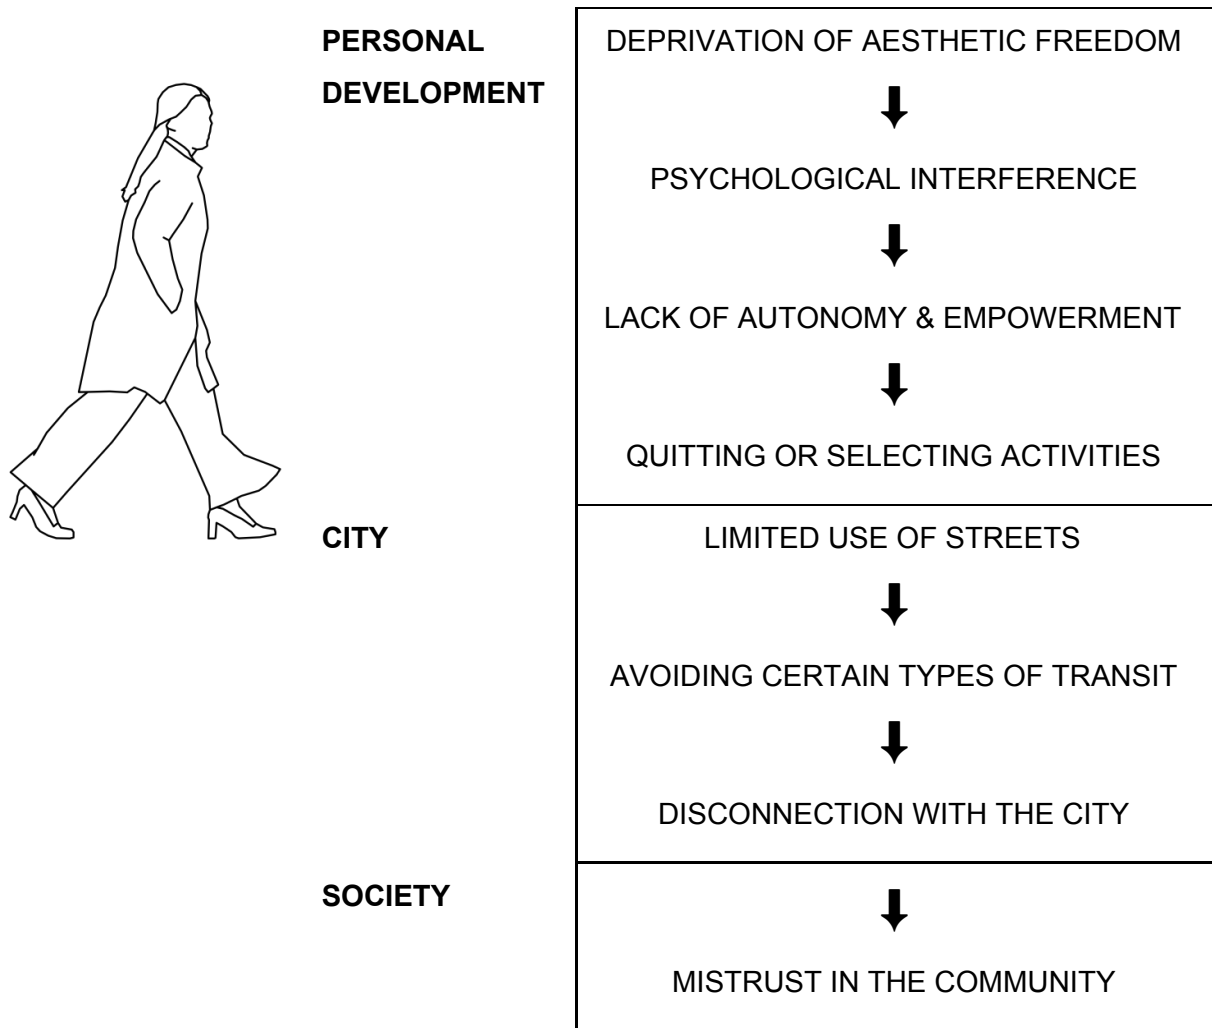 PERSONAL
DEVELOPMENT
DEPRIVATION OF AESTHETIC FREEDOM
PSYCHOLOGICAL INTERFERENCE
LACK OF AUTONOMY & EMPOWERMENT
QUITTING OR SELECTING ACTIVITIES
CITY
LIMITED USE OF STREETS
AVOIDING CERTAIN TYPES OF TRANSIT
DISCONNECTION WITH THE CITY
SOCIETY
MISTRUST IN THE COMMUNITY